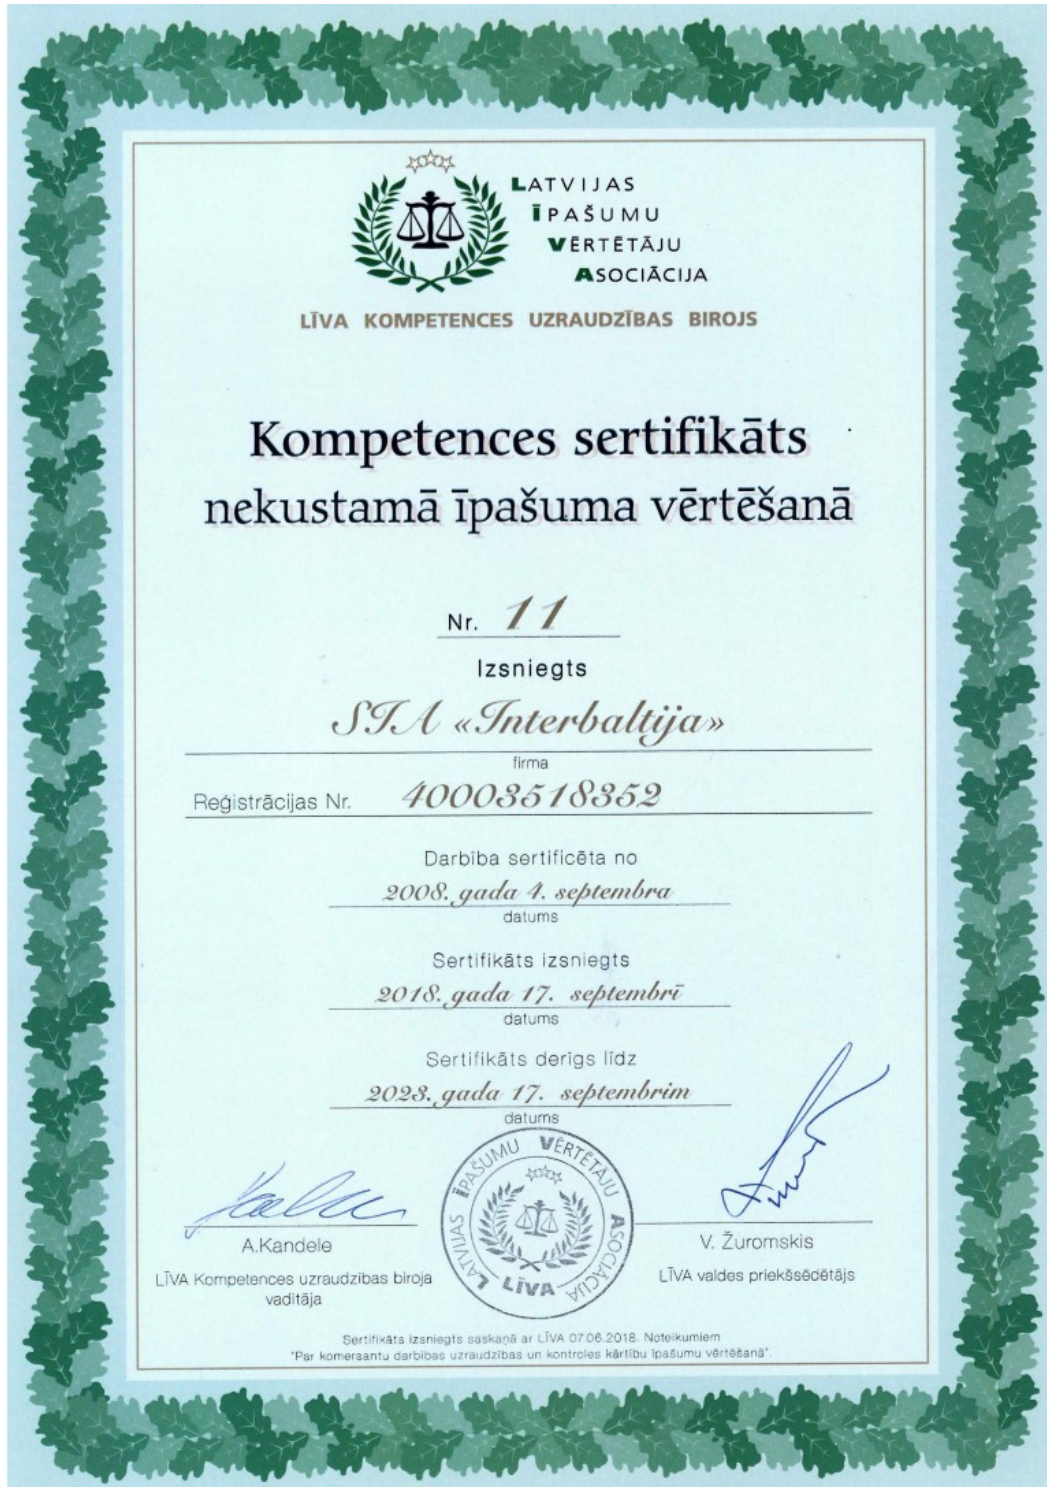 LATVIJAS
ĪPAŠUMU
VĒRTĒTĀJU
ASOCIĀCIJA
LĪVA KOMPETENCES UZRAUDZĪBAS BIROJS
Kompetences sertifikāts
nekustamā īpašuma vērtēšanā
Nr. 11
Izsniegts
SIA «Interbaltija»
firma
Reģistrācijas Nr. 40003518352
Darbība sertificēta no
2008. gada 4. septembra
datums
Sertifikāts izsniegts
2018. gada 17. septembrī
datums
Sertifikāts derīgs līdz
2023. gada 17. septembrim
datums
LATVIJAS ĪPAŠUMU VĒRTĒTĀJU ASOCIĀCIJA
LĪVA
A.Kandele
LĪVA Kompetences uzraudzības biroja
vadītāja
V. Žuromskis
LĪVA valdes priekšsēdētājs
Sertifikāts izsniegts saskaņā ar LĪVA 07.06.2018. Noteikumiem
"Par komersantu darbības uzraudzības un kontroles kārtību īpašumu vērtēšanā".